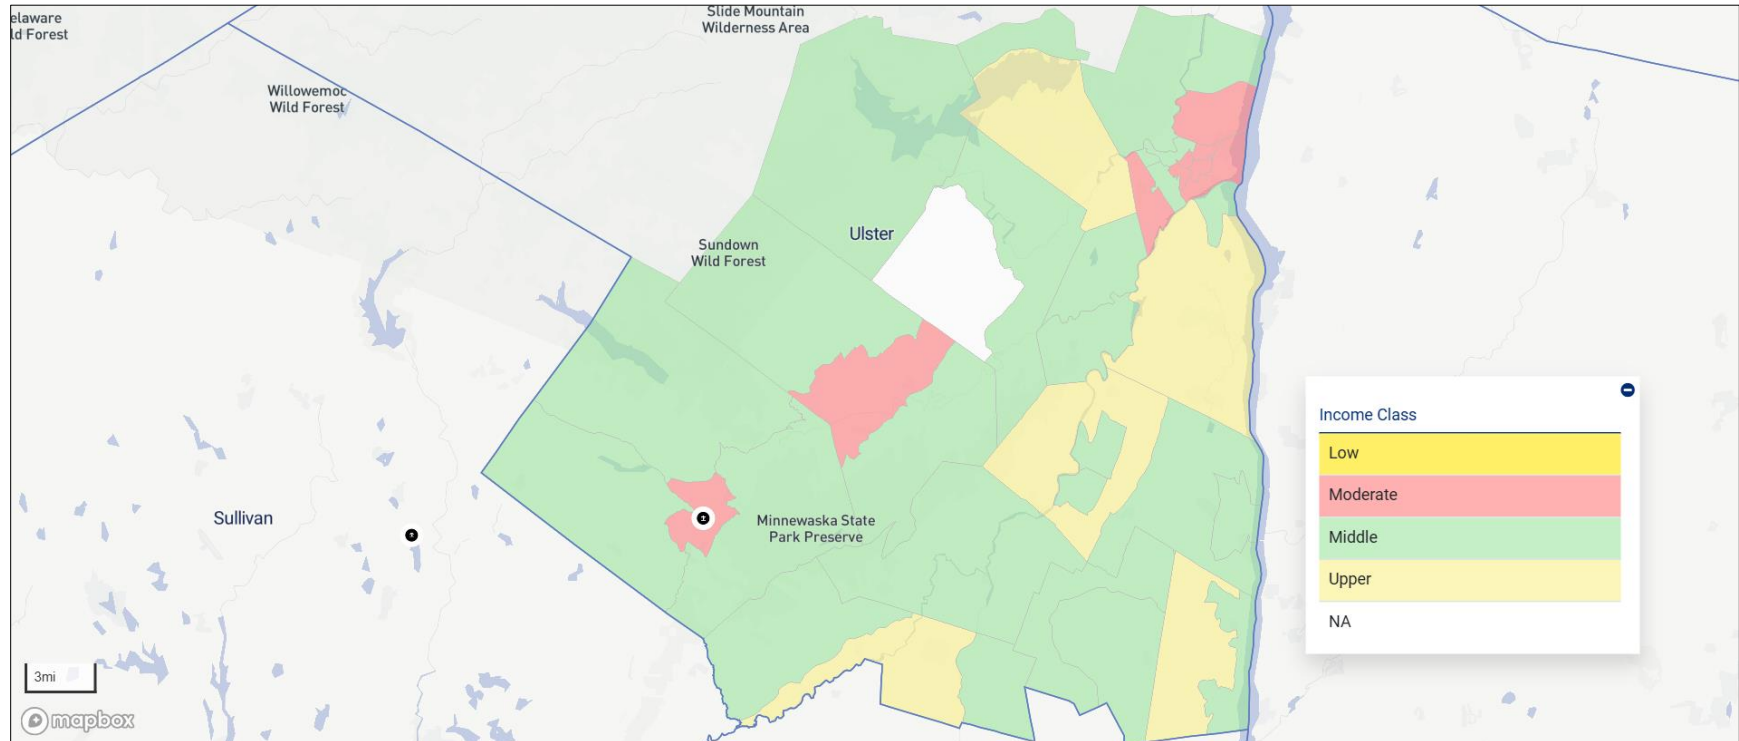 elaware
ld Forest
Slide Mountain
Wilderness Area
Willowemoc
Wild Forest
Ulster
Sundown
Wild Forest
Income Class
Low
Moderate
Middle
Upper
NA
Sullivan
Minnewaska State
Park Preserve
3mi
mapbox